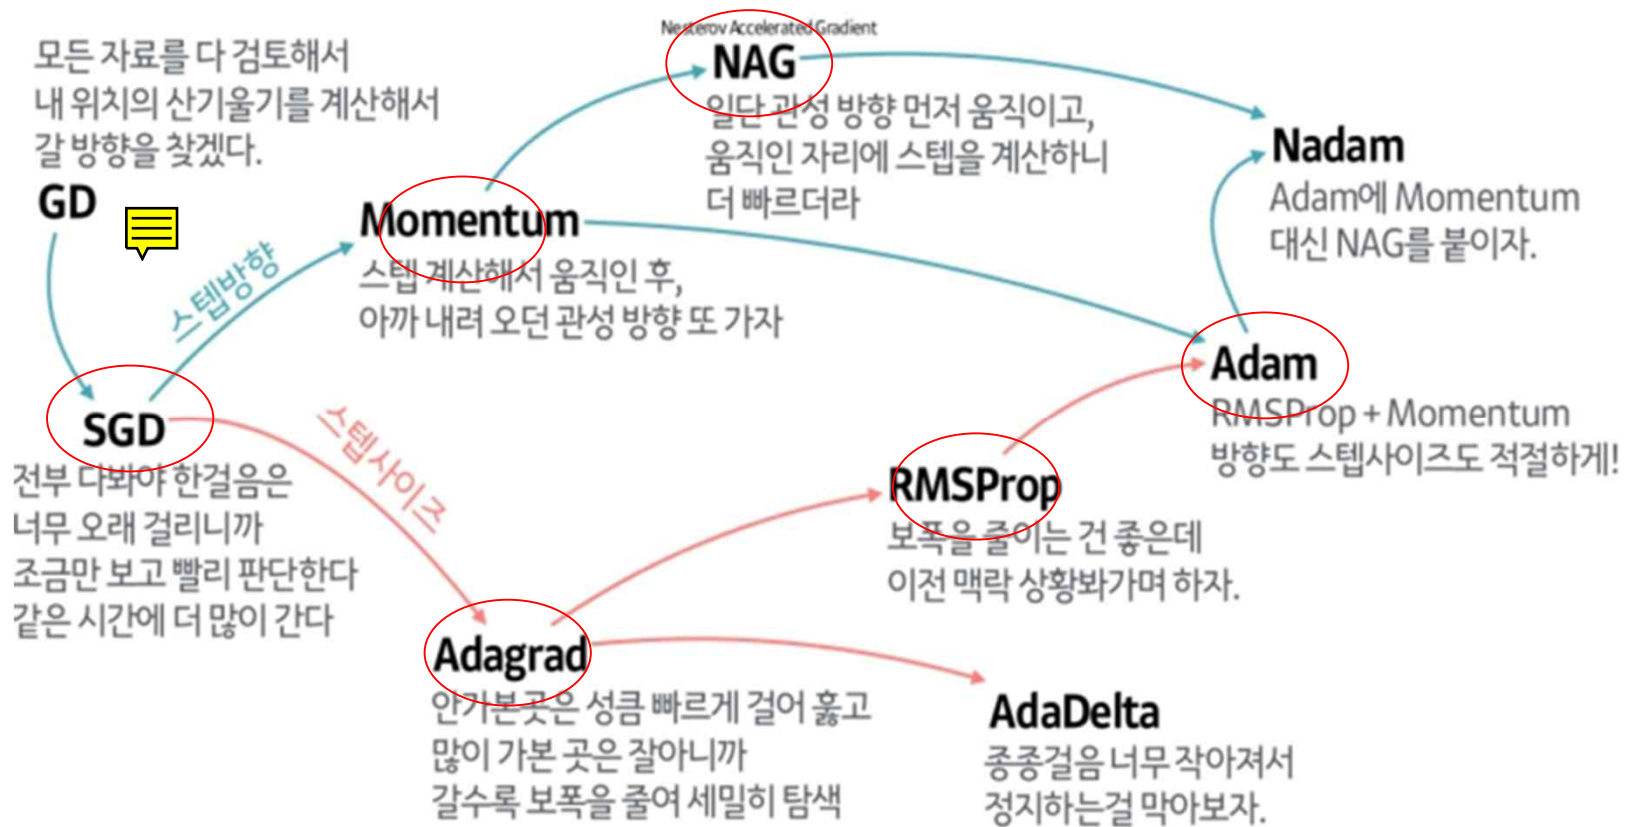 모든 자료를 다 검토해서
내 위치의 산기울기를 계산해서
갈 방향을 찾겠다.
GD
스텝방향
SGD
전부 다봐야 한걸음은
너무 오래 걸리니까
조금만 보고 빨리 판단한다
같은 시간에 더 많이 간다
Momentum
스텝 계산해서 움직인 후,
아까 내려 오던 관성 방향 또 가자
Nesterov Accelerated Gradient
NAG
일단 관성 방향 먼저 움직이고,
움직인 자리에 스텝을 계산하니
더 빠르더라
Nadam
Adam에 Momentum
대신 NAG를 붙이자.
Adam
RMSProp + Momentum
방향도 스텝사이즈도 적절하게!
스텝사이즈
RMSProp
보폭을 줄이는 건 좋은데
이전 맥락 상황봐가며 하자.
Adagrad
안가본곳은 성큼 빠르게 걸어 훑고
많이 가본 곳은 잘아니까
갈수록 보폭을 줄여 세밀히 탐색
AdaDelta
종종걸음 너무 작아져서
정지하는걸 막아보자.